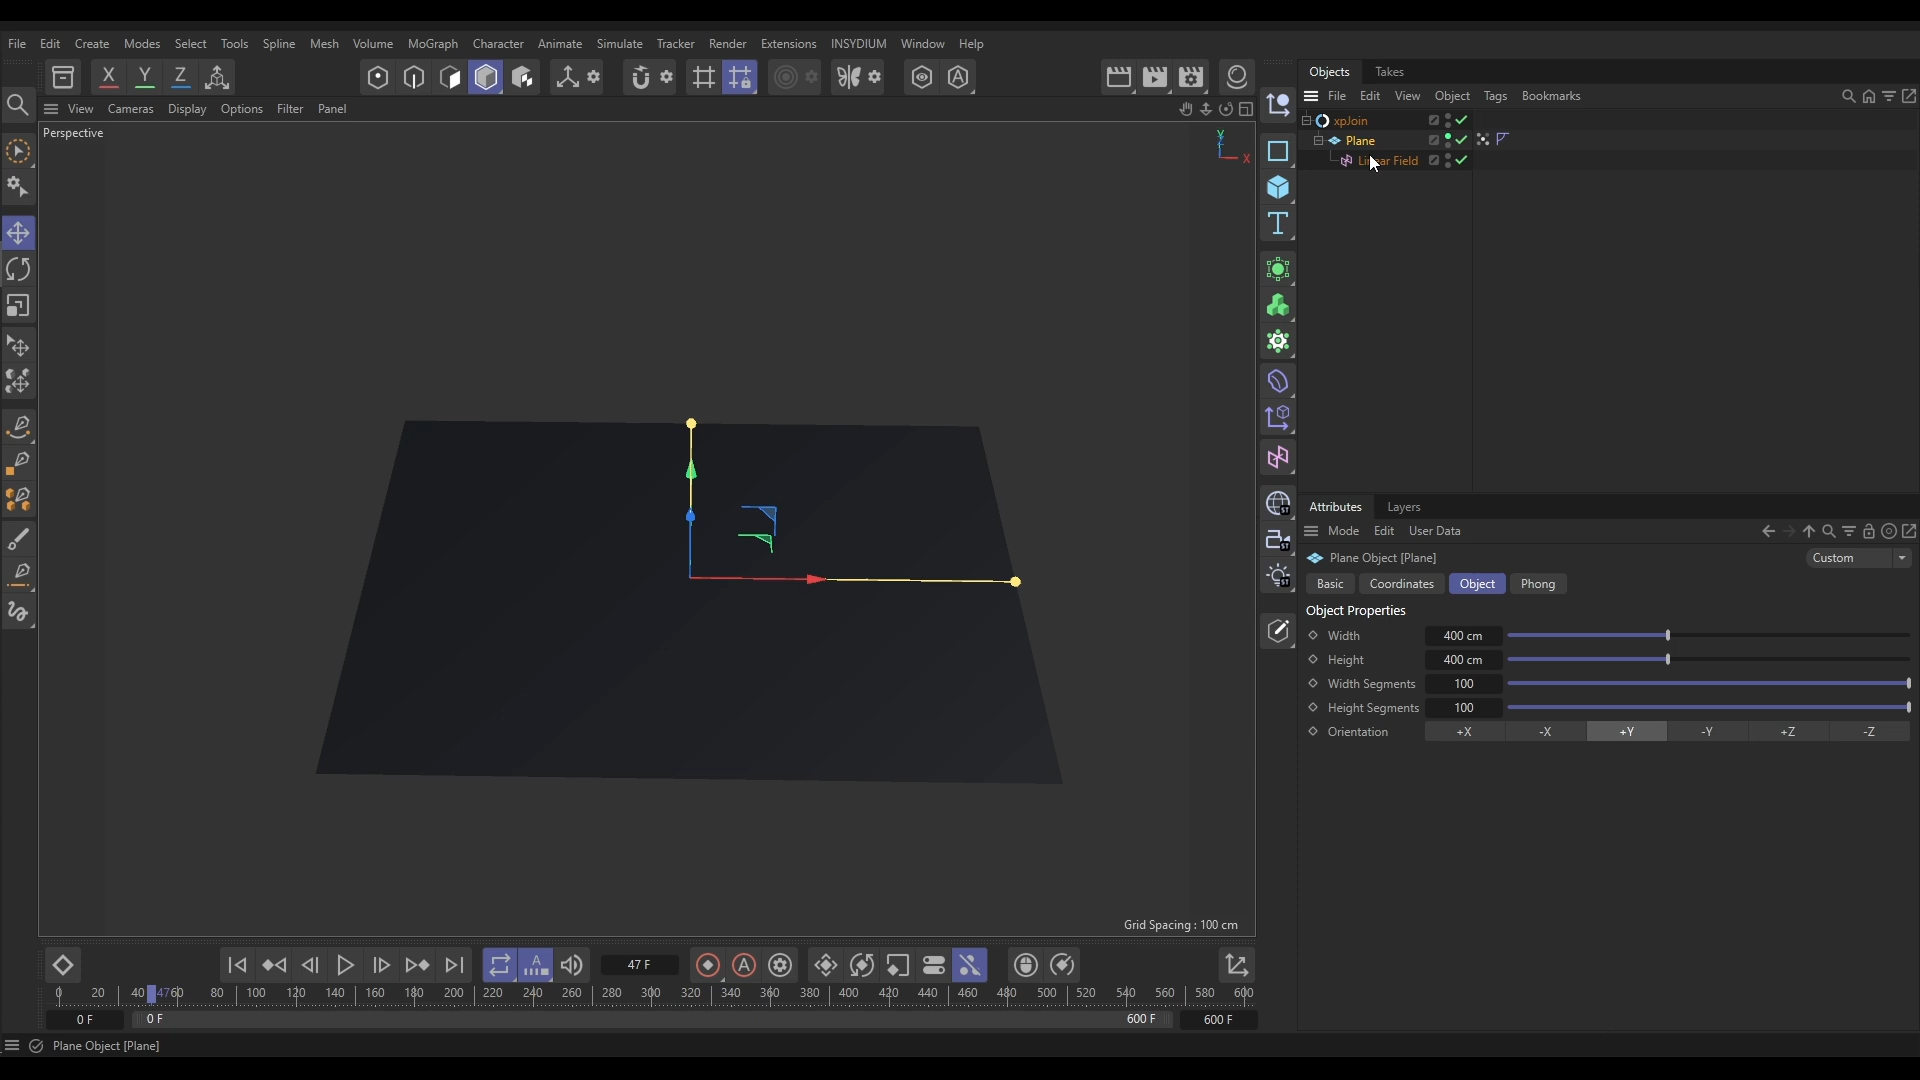 File Edit Create Modes Select Tools Spline Mesh Volume MoGraph Character Animate Simulate Tracker Render Extensions INSYDIUM Window Help
X Y Z
View Cameras Display Options Filter Panel
Perspective
Y
Z
X
Grid Spacing : 100 cm
Objects Takes
File Edit View Object Tags Bookmarks
xpJoin
Plane
Linear Field
Attributes Layers
Mode Edit User Data
Plane Object [Plane] Custom
Basic Coordinates Object Phong
Object Properties
Width 400 cm
Height 400 cm
Width Segments 100
Height Segments 100
Orientation +X -X +Y -Y +Z -Z
T
ST
ST
ST
A
A
47 F
A
0 20 40 4760 80 100 120 140 160 180 200 220 240 260 280 300 320 340 360 380 400 420 440 460 480 500 520 540 560 580 600
0 F 0 F 600 F 600 F
Plane Object [Plane]